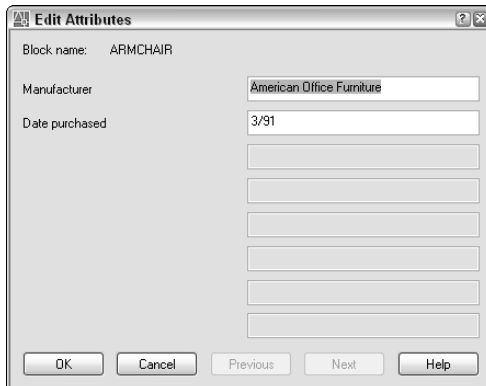 Edit Attributes
Block name: ARMCHAIR
Manufacturer American Office Furniture
Date purchased 3/91
OK Cancel Previous Next Help